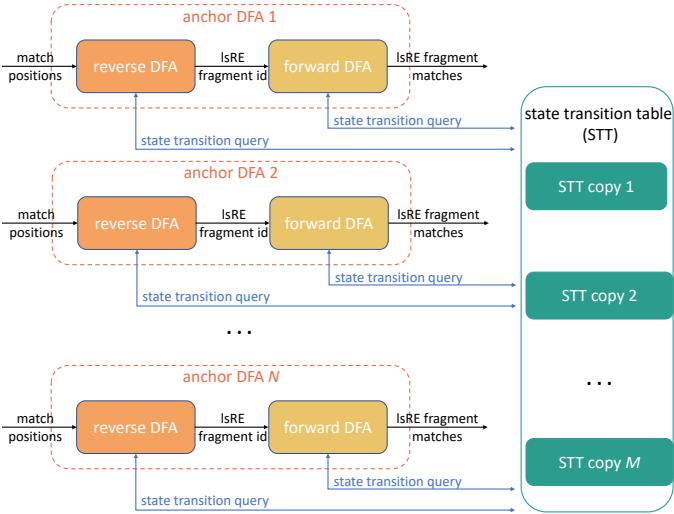 anchor DFA 1
match
positions
reverse DFA
lsRE
fragment id
forward DFA
lsRE fragment
matches
state transition query
state transition query
anchor DFA 2
match
positions
reverse DFA
lsRE
fragment id
forward DFA
lsRE fragment
matches
state transition query
state transition query
...
anchor DFA N
match
positions
reverse DFA
lsRE
fragment id
forward DFA
lsRE fragment
matches
state transition query
state transition query
state transition table
(STT)
STT copy 1
STT copy 2
...
STT copy M